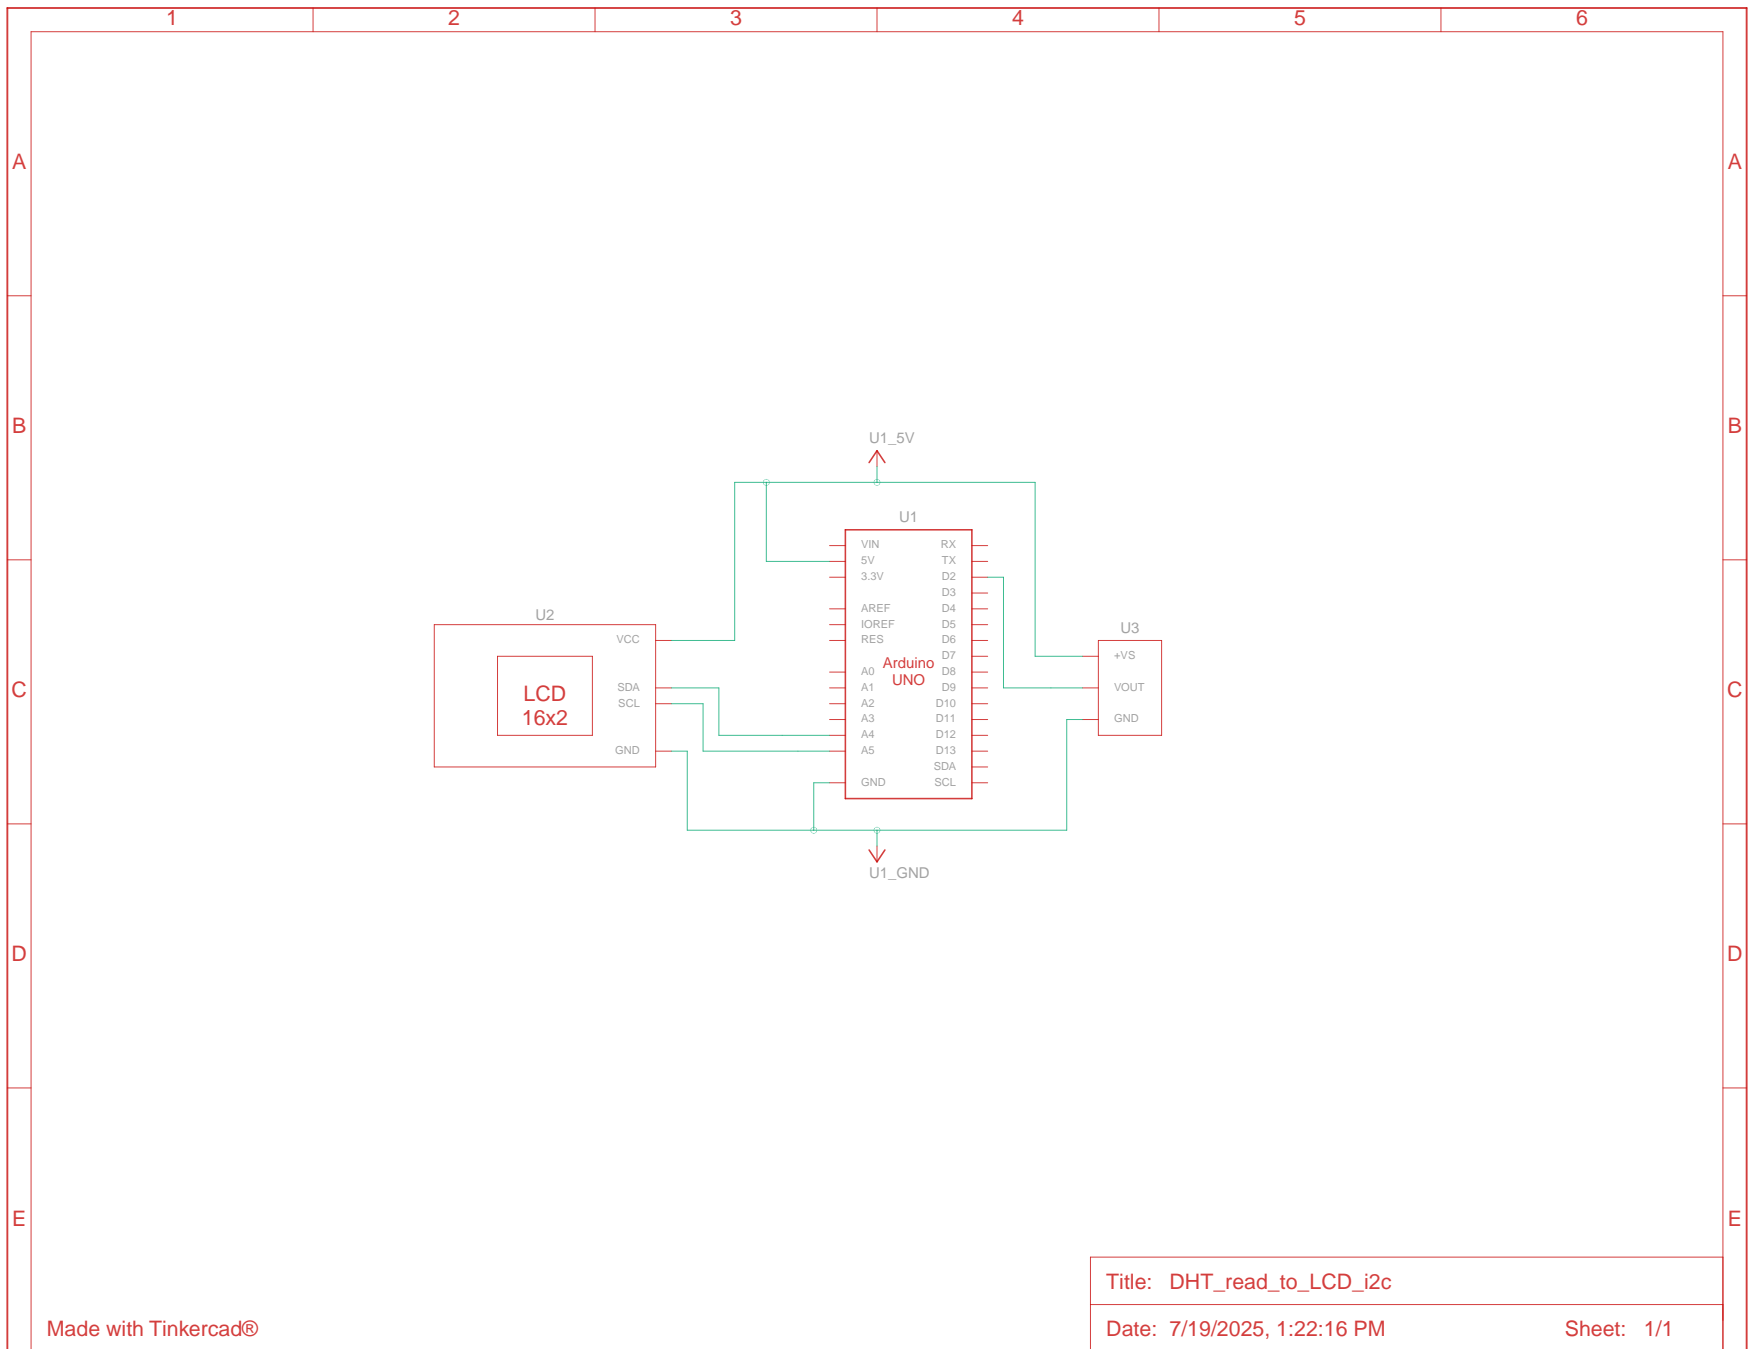 1 2 3 4 5 6
A A
B B
U1_5V
U1
VIN RX
5V TX
3.3V D2
D3
AREF D4
IOREF D5
RES D6
D7
A0 D8
A1 D9
A2 D10
A3 D11
A4 D12
A5 D13
SDA
GND SCL
Arduino
UNO
U2
VCC
SDA
SCL
GND
LCD
16x2
U3
+VS
VOUT
GND
C C
U1_GND
D D
E E
Title: DHT_read_to_LCD_i2c
Made with Tinkercad®
Date: 7/19/2025, 1:22:16 PM Sheet: 1/1